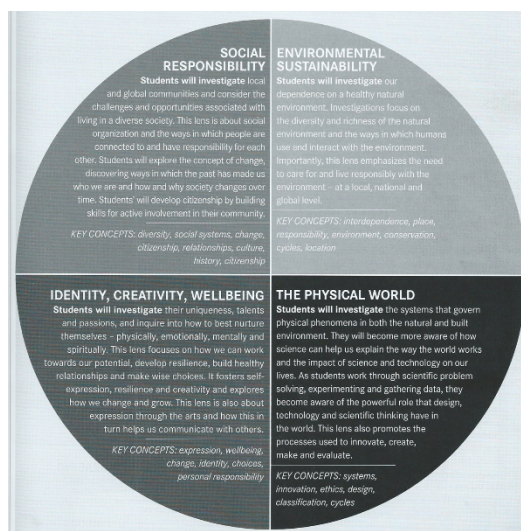 SOCIAL
RESPONSIBILITY
Students will investigate local
and global communities and consider the
challenges and opportunities associated with
living in a diverse society. This lens is about social
organization and the ways in which people are
connected to and have responsibility for each
other. Students will explore the concept of change,
discovering ways in which the past has made us
who we are and how and why society changes over
time. Students' will develop citizenship by building
skills for active involvement in their community.
KEY CONCEPTS: diversity, social systems, change,
citizenship, relationships, culture,
history, citizenship
ENVIRONMENTAL
SUSTAINABILITY
Students will investigate our
dependence on a healthy natural
environment. Investigations focus on
the diversity and richness of the natural
environment and the ways in which humans
use and interact with the environment.
Importantly, this lens emphasizes the need
to care for and live responsibly with the
environment – at a local, national and
global level.
KEY CONCEPTS: interdependence, place,
responsibility, environment, conservation,
cycles, location
IDENTITY, CREATIVITY, WELLBEING
Students will investigate their uniqueness, talents
and passions, and inquire into how to best nurture
themselves – physically, emotionally, mentally and
spiritually. This lens focuses on how we can work
towards our potential, develop resilience, build healthy
relationships and make wise choices. It fosters self-
expression, resilience and creativity and explores
how we change and grow. This lens is also about
expression through the arts and how this in
turn helps us communicate with others.
KEY CONCEPTS: expression, wellbeing,
change, identity, choices,
personal responsibility
THE PHYSICAL WORLD
Students will investigate the systems that govern
physical phenomena in both the natural and built
environment. They will become more aware of how
science can help us explain the way the world works
and the impact of science and technology on our
lives. As students work through scientific problem
solving, experimenting and gathering data, they
become aware of the powerful role that design,
technology and scientific thinking have in
the world. This lens also promotes the
processes used to innovate, create,
make and evaluate.
KEY CONCEPTS: systems,
innovation, ethics, design,
classification, cycles